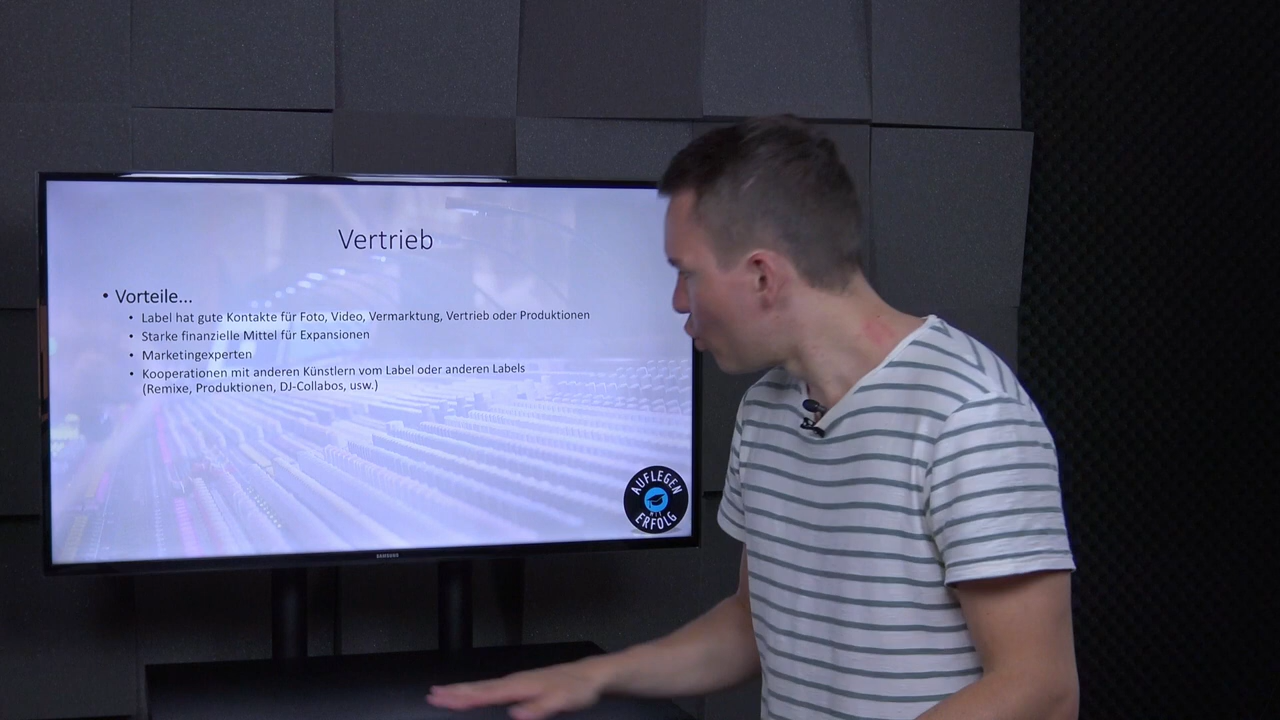 Vertrieb
• Vorteile...
• Label hat gute Kontakte für Foto, Video, Vermarktung, Vertrieb oder Produktionen
• Starke finanzielle Mittel für Expansionen
• Marketingexperten
• Kooperationen mit anderen Künstlern vom Label oder anderen Labels
(Remixe, Produktionen, DJ-Collabos, usw.)
AUFLEGEN
MIT
ERFOLG
SAMSUNG